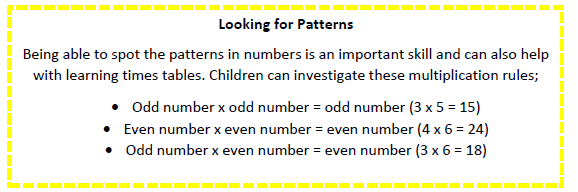 Looking for Patterns
Being able to spot the patterns in numbers is an important skill and can also help
with learning times tables. Children can investigate these multiplication rules;
• Odd number x odd number = odd number (3 x 5 = 15)
• Even number x even number = even number (4 x 6 = 24)
• Odd number x even number = even number (3 x 6 = 18)